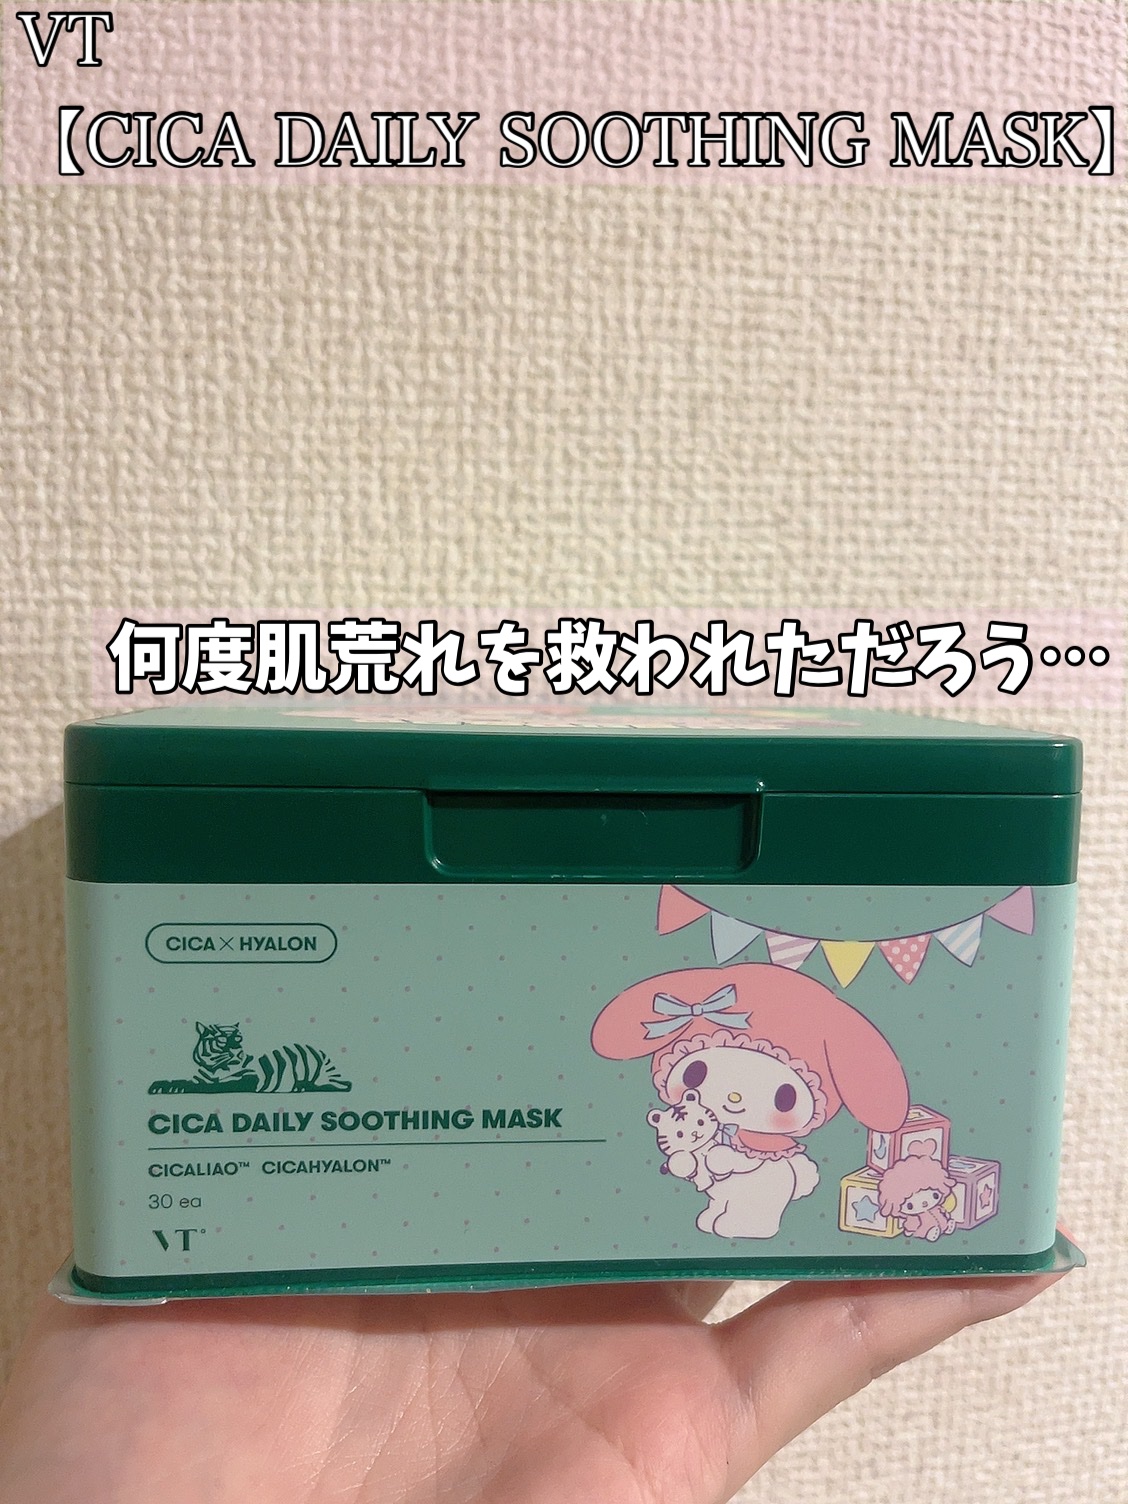 VT
【CICA DAILY SOOTHING MASK】
何度肌荒れを救われただろう…
CICA×HYALON
CICA DAILY SOOTHING MASK
CICALIAO™ CICAHYALON™
30 ea
VT